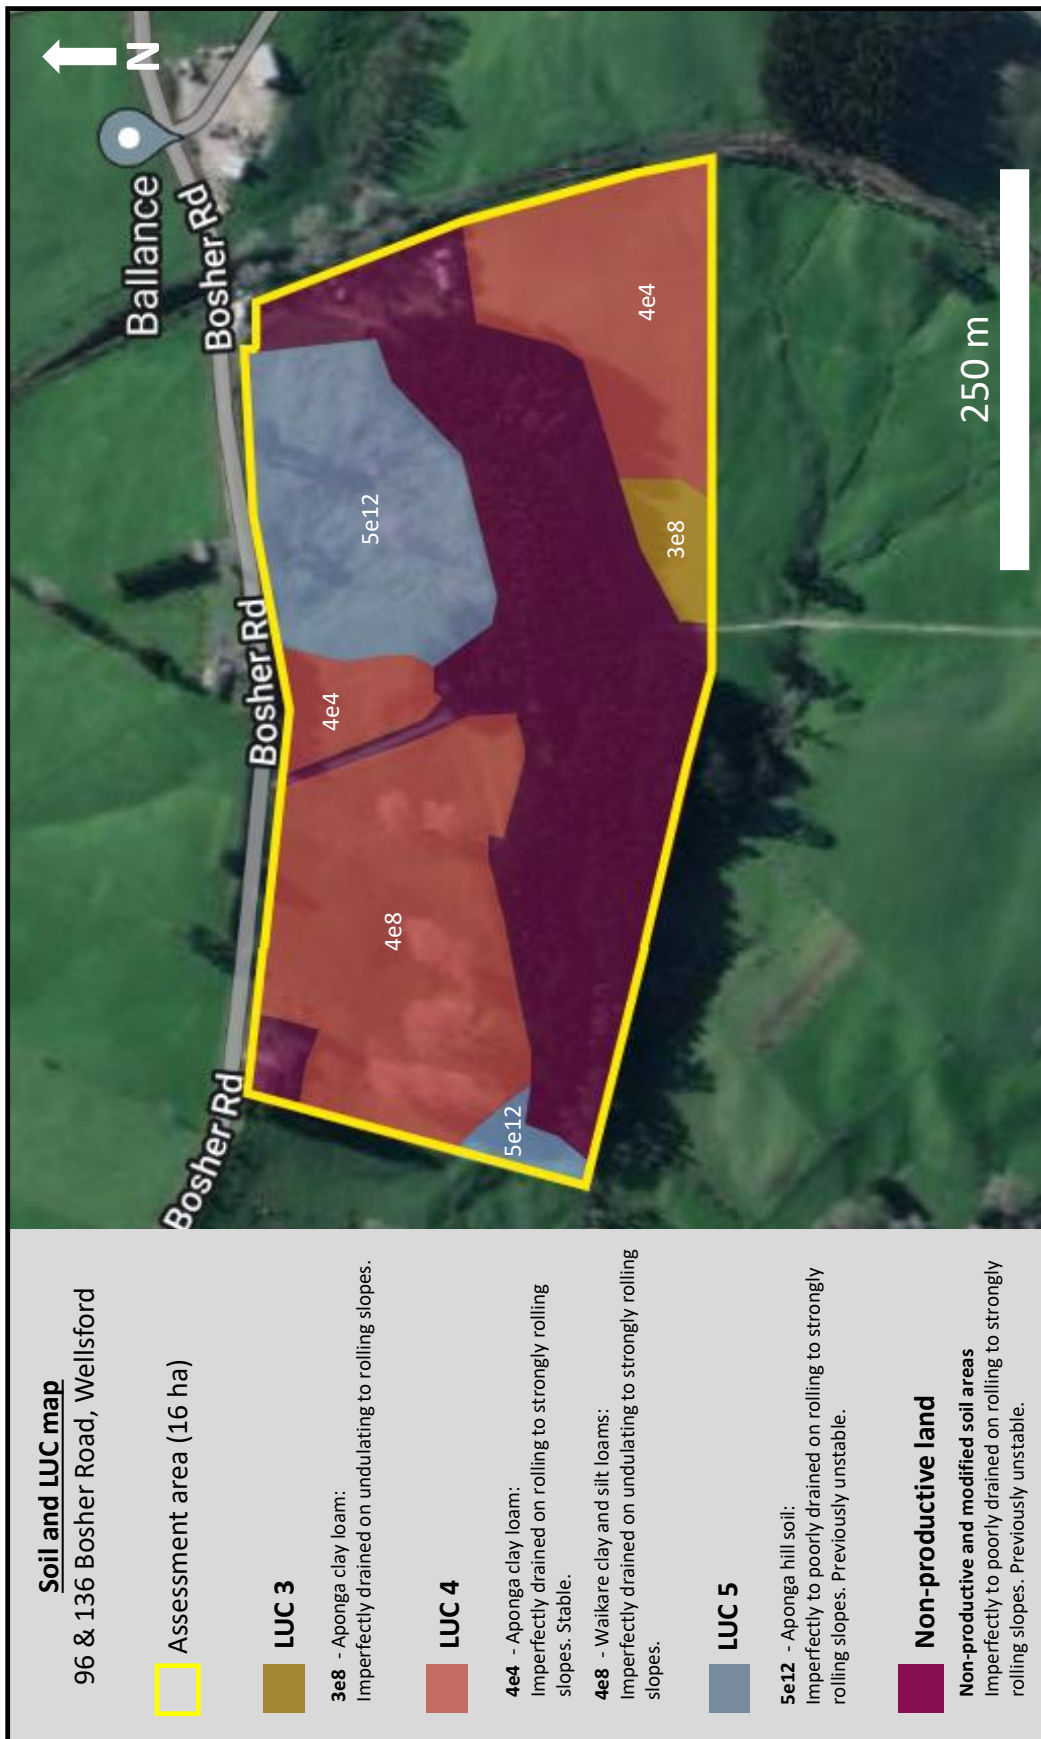 Soil and LUC map
96 & 136 Bosher Road, Wellsford
Assessment area (16 ha)
LUC 3
3e8 - Aponga clay loam:
Imperfectly drained on undulating to rolling slopes.
LUC 4
4e4 - Aponga clay loam:
Imperfectly drained on rolling to strongly rolling
slopes. Stable.
4e8 - Waikare clay and silt loams:
Imperfectly drained on undulating to strongly rolling
slopes.
LUC 5
5e12 - Aponga hill soil:
Imperfectly to poorly drained on rolling to strongly
rolling slopes. Previously unstable.
Non-productive land
Non-productive and modified soil areas
Imperfectly to poorly drained on rolling to strongly
rolling slopes. Previously unstable.
N
Ballance
Bosher Rd
Bosher Rd
Bosher Rd
5e12
4e4
4e8
5e12
4e4
3e8
250 m